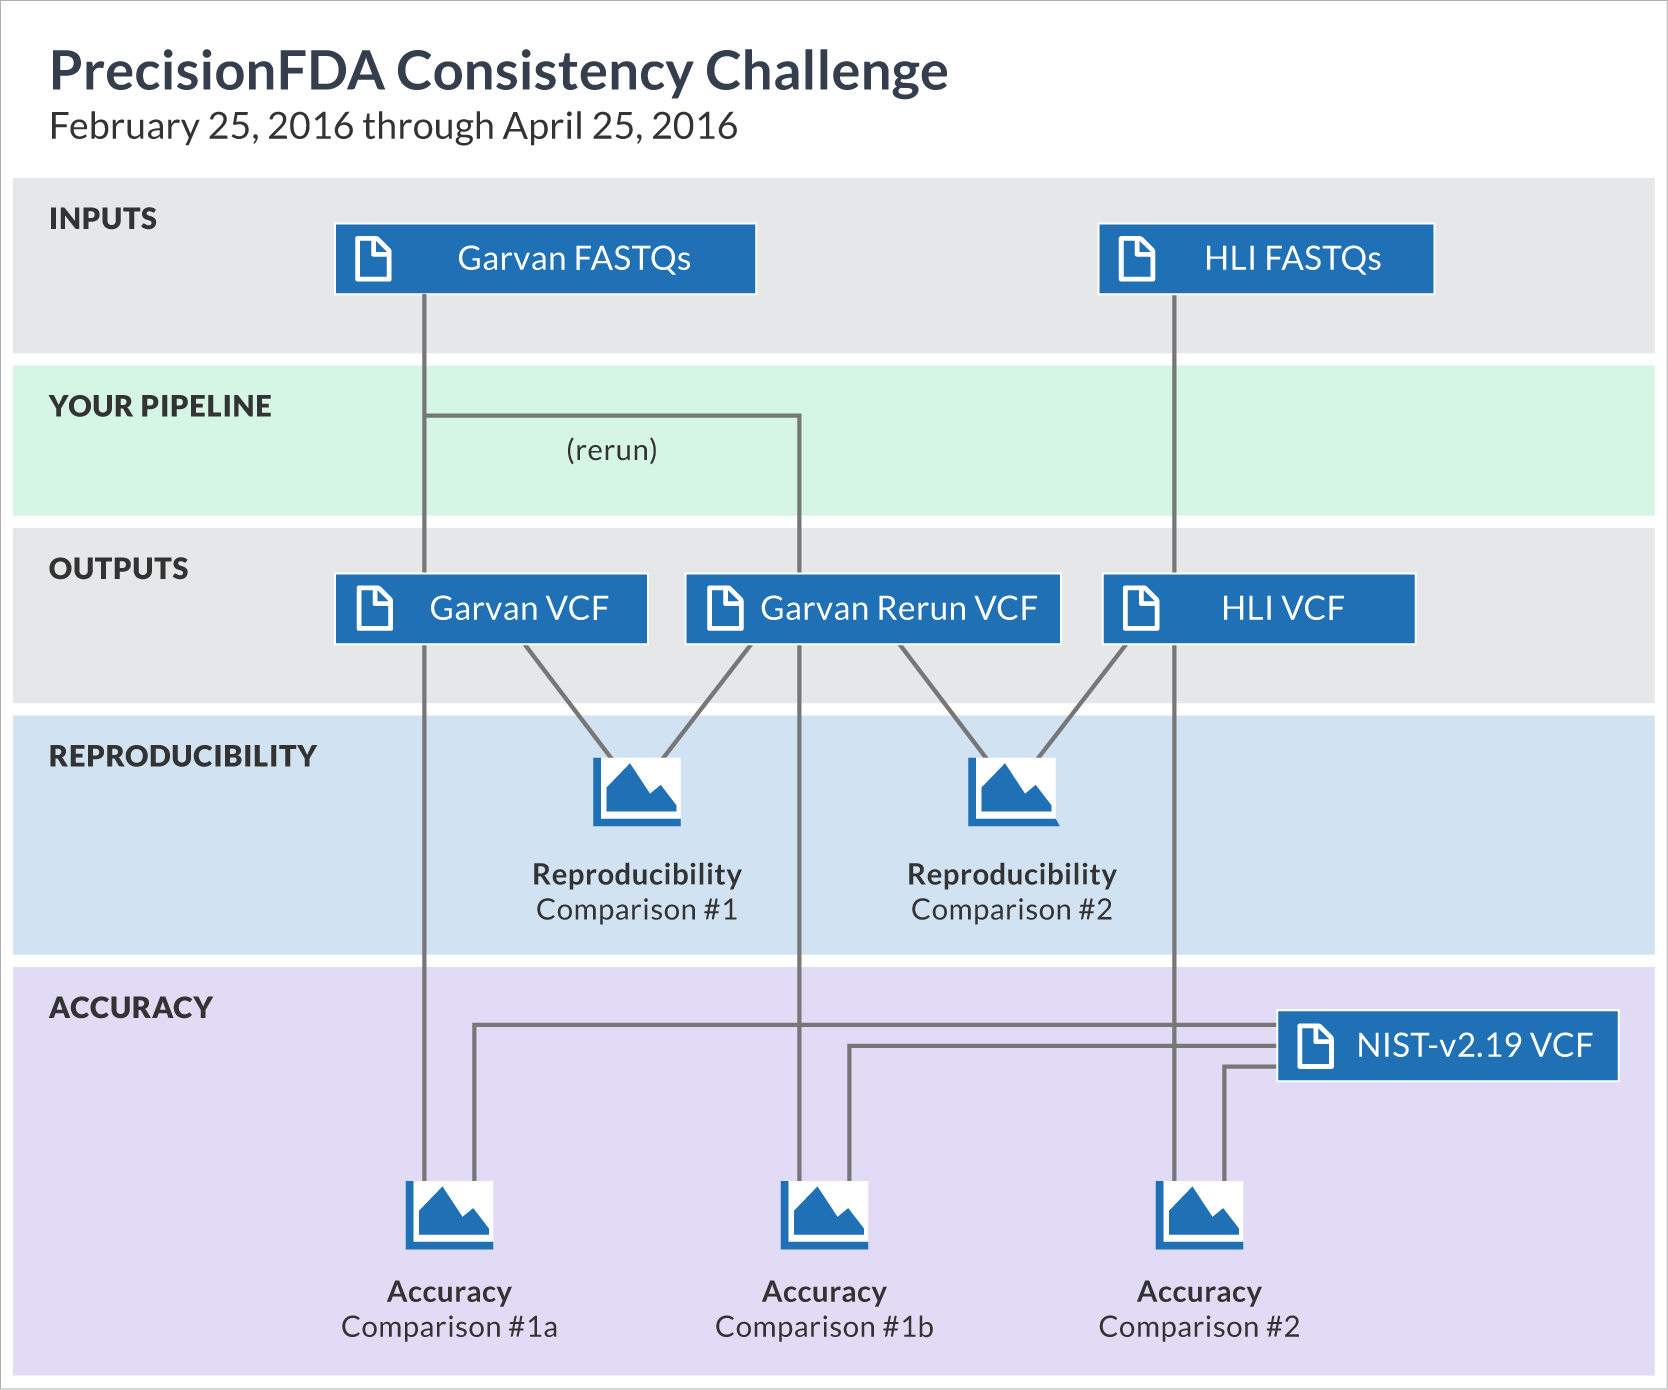 PrecisionFDA Consistency Challenge
February 25, 2016 through April 25, 2016
INPUTS
Garvan FASTQs
HLI FASTQs
YOUR PIPELINE
(rerun)
OUTPUTS
Garvan VCF
Garvan Rerun VCF
HLI VCF
REPRODUCIBILITY
Reproducibility
Comparison #1
Reproducibility
Comparison #2
ACCURACY
NIST-v2.19 VCF
Accuracy
Comparison #1a
Accuracy
Comparison #1b
Accuracy
Comparison #2